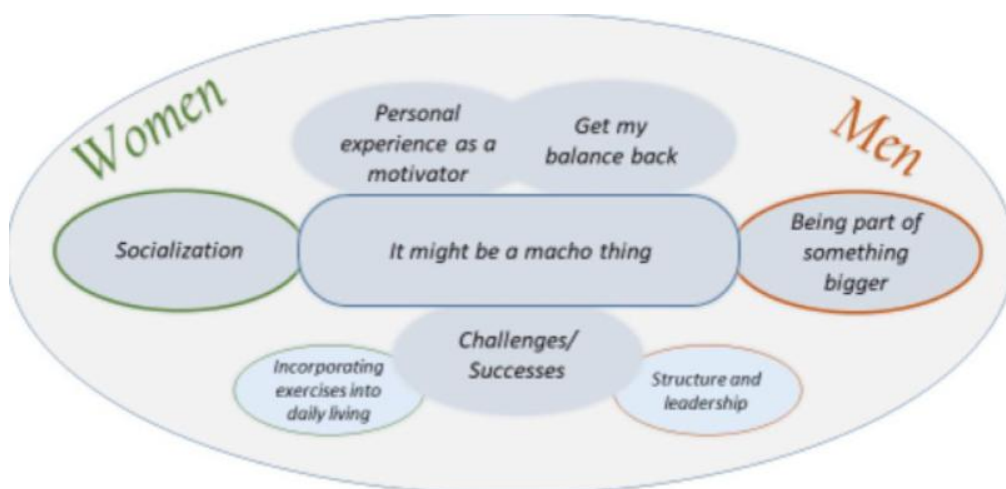 Women
Men
Personal
experience as a
motivator
Get my
balance back
Socialization
It might be a macho thing
Being part of
something
bigger
Challenges/
Successes
Incorporating
exercises into
daily living
Structure and
leadership